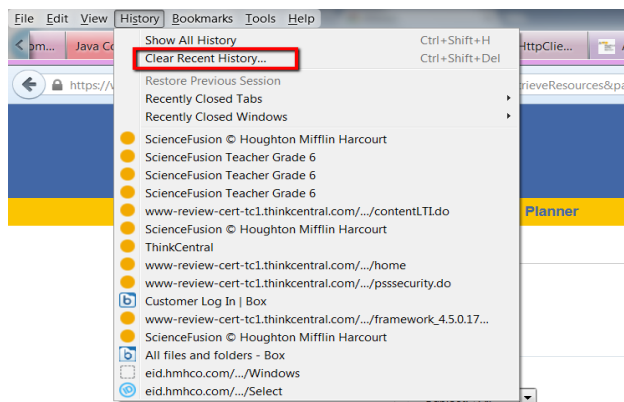 File Edit View History Bookmarks Tools Help
Show All History Ctrl+Shift+H
om... Java Co HttpClie...
Clear Recent History... Ctrl+Shift+Del
https:// rieveResources&pa
Restore Previous Session
Recently Closed Tabs
Recently Closed Windows
ScienceFusion © Houghton Mifflin Harcourt
ScienceFusion Teacher Grade 6
ScienceFusion Teacher Grade 6
ScienceFusion Teacher Grade 6
www-review-cert-tc1.thinkcentral.com/.../contentLTI.do
Planner
ScienceFusion © Houghton Mifflin Harcourt
ThinkCentral
www-review-cert-tc1.thinkcentral.com/.../home
www-review-cert-tc1.thinkcentral.com/.../psssecurity.do
Customer Log In | Box
www-review-cert-tc1.thinkcentral.com/.../framework_4.5.0.17...
ScienceFusion © Houghton Mifflin Harcourt
All files and folders - Box
eid.hmhco.com/.../Windows
eid.hmhco.com/.../Select